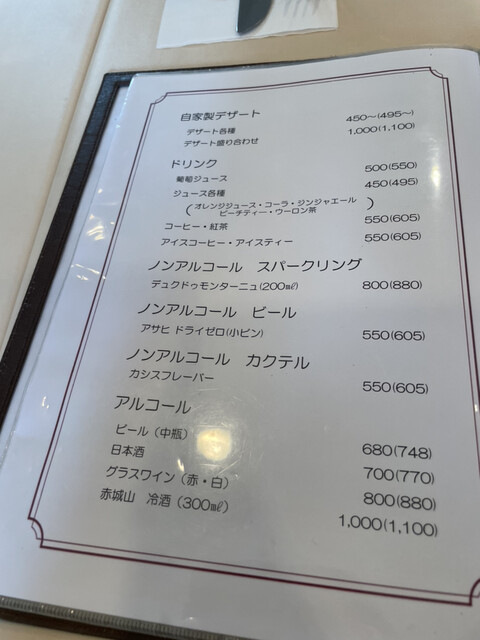 自家製デザート
デザート各種 450～(495～)
デザート盛り合わせ 1,000(1,100)
ドリンク
葡萄ジュース 500(550)
ジュース各種 450(495)
(オレンジジュース・コーラ・ジンジャエール
ピーチティー・ウーロン茶)
コーヒー・紅茶 550(605)
アイスコーヒー・アイスティー 550(605)
ノンアルコール スパークリング
デュクドゥモンターニュ(200㎖) 800(880)
ノンアルコール ビール
アサヒ ドライゼロ(小ビン) 550(605)
ノンアルコール カクテル
カシスフレーバー 550(605)
アルコール
ビール（中瓶） 680(748)
日本酒 700(770)
グラスワイン（赤・白） 800(880)
赤城山 冷酒（300㎖） 1,000(1,100)